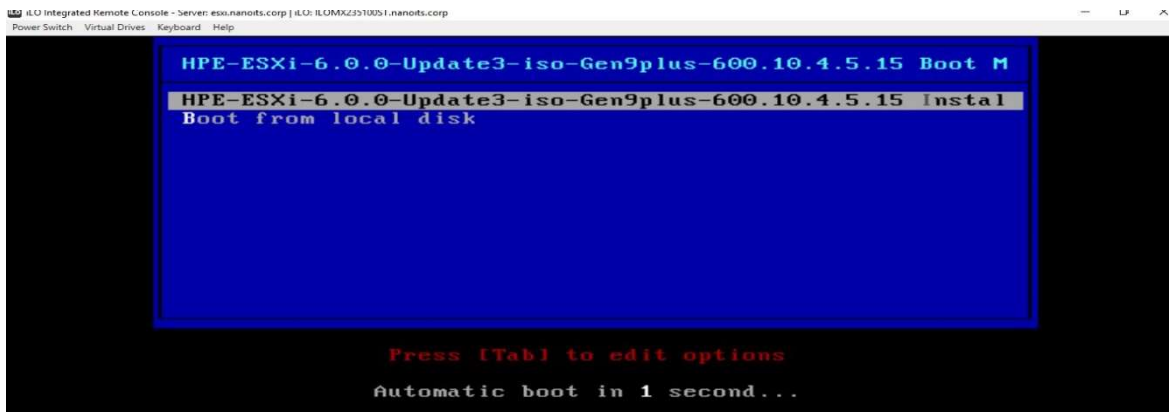 iLO Integrated Remote Console - Server: esxi.nanoits.corp | iLO: ILOMX235100S1.nanoits.corp
Power Switch Virtual Drives Keyboard Help
HPE-ESXi-6.0.0-Update3-iso-Gen9plus-600.10.4.5.15 Boot M
HPE-ESXi-6.0.0-Update3-iso-Gen9plus-600.10.4.5.15 Instal
Boot from local disk
Press [Tab] to edit options
Automatic boot in 1 second...